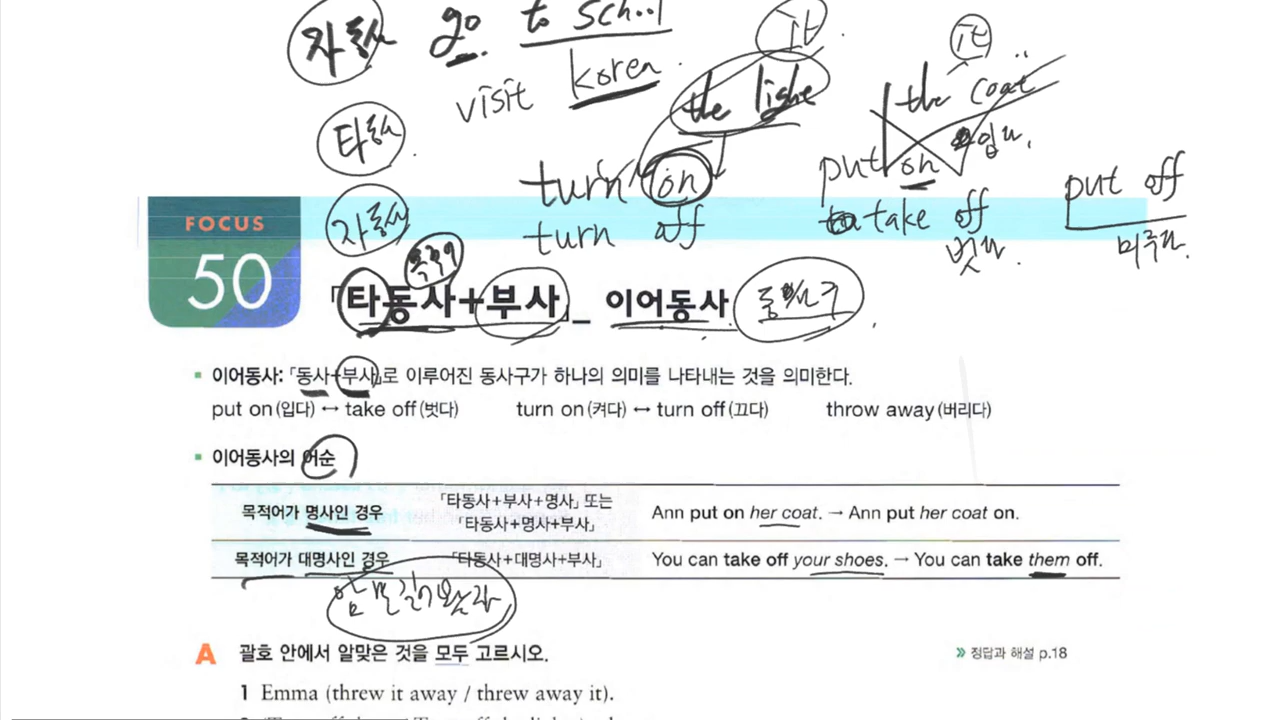 자동사 go to school it
visit korea. the light it
타동사 the coat
turn on put on 입다. put off
자동사 turn off take off 벗다. 미루다.
FOCUS
50
목적어
「타동사+부사」_ 이어동사 동사구
이어동사: 「동사+부사」로 이루어진 동사구가 하나의 의미를 나타내는 것을 의미한다.
put on(입다) ↔ take off(벗다) turn on(켜다) ↔ turn off(끄다) throw away(버리다)
이어동사의 어순
목적어가 명사인 경우 「타동사+부사+명사」 또는 「타동사+명사+부사」 Ann put on her coat. → Ann put her coat on.
목적어가 대명사인 경우 「타동사+대명사+부사」 You can take off your shoes. → You can take them off.
A 괄호 안에서 알맞은 것을 모두 고르시오. » 정답과 해설 p.18
1 Emma (threw it away / threw away it).